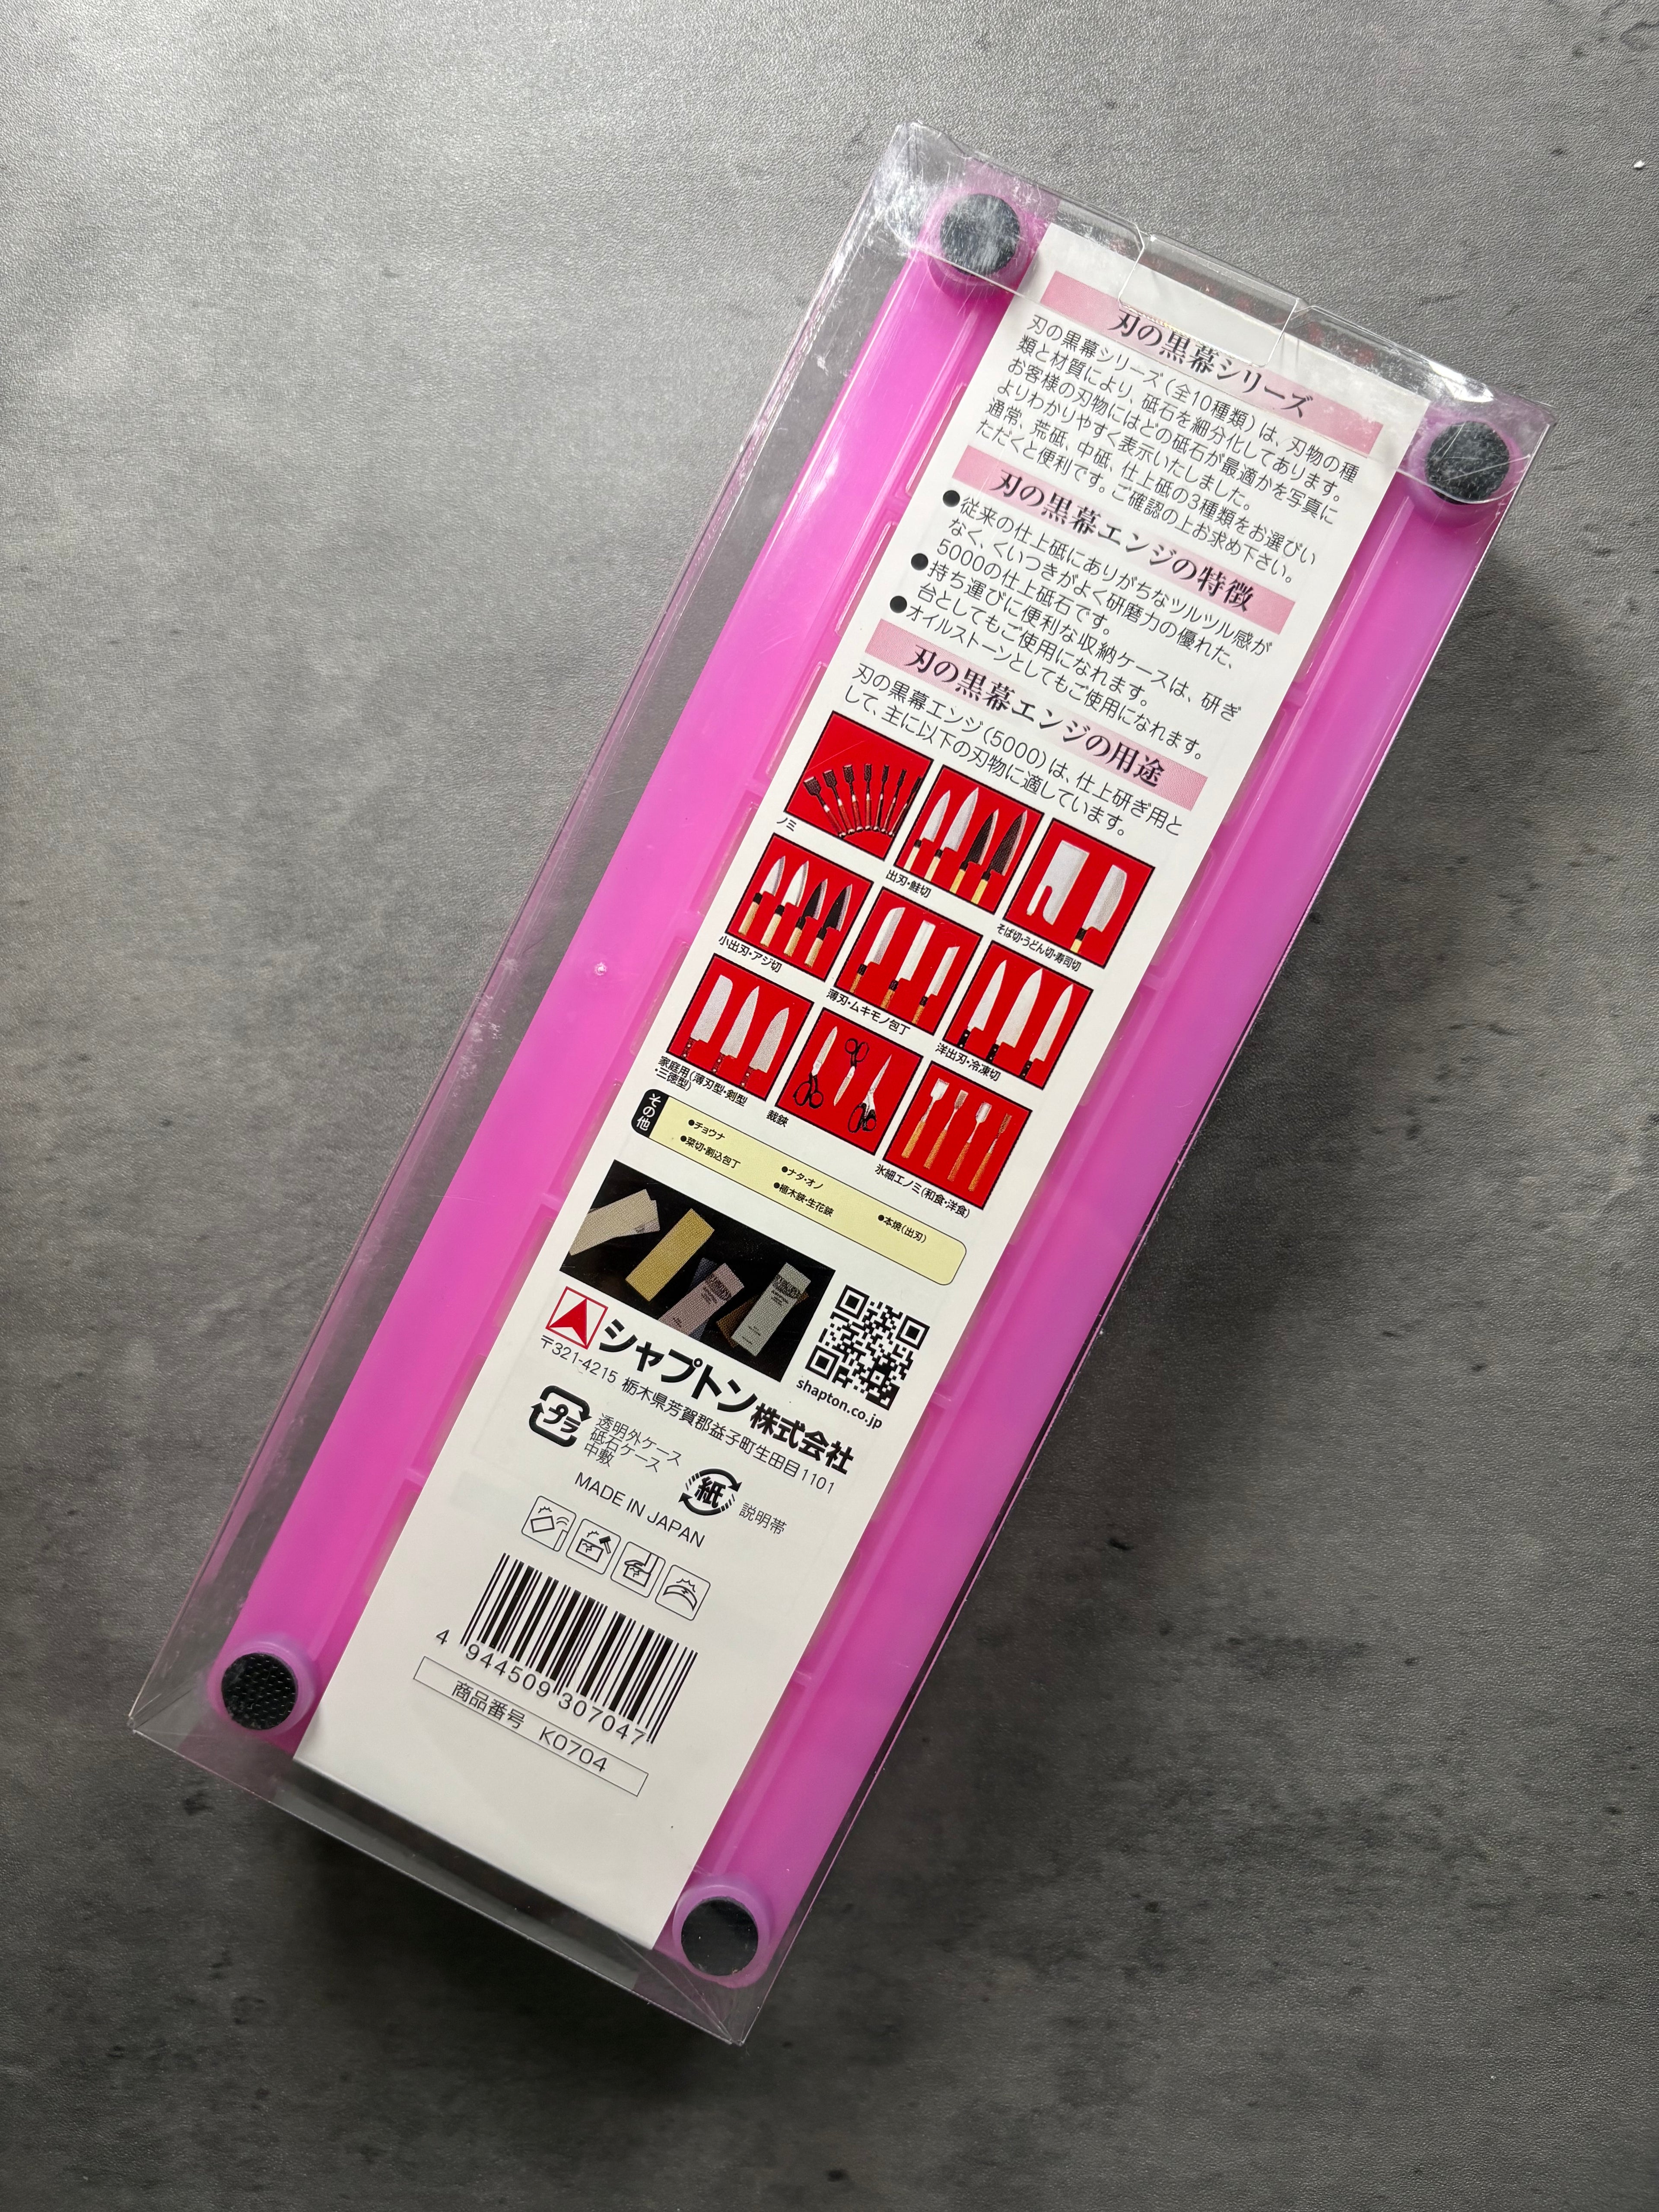 刃の黒幕シリーズ
刃の黒幕シリーズ(全10種類)は、刃物の種
類と材質により、砥石を細分化してあります。
お客様の刃物にはどの砥石が最適かを写真に
よりわかりやすく表示いたしました。
通常、荒砥、中砥、仕上砥の3種類をお選びい
ただくと便利です。ご確認の上お求め下さい。
刃の黒幕エンジの特徴
●従来の仕上砥にありがちなツルツル感が
なく、くいつきがよく研磨力の優れた、
5000の仕上砥石です。
●持ち運びに便利な収納ケースは、研ぎ
台としてもご使用になれます。
●オイルストーンとしてもご使用になれます。
刃の黒幕エンジの用途
刃の黒幕エンジ(5000)は、仕上研ぎ用と
して、主に以下の刃物に適しています。
ノミ
出刃・鮭切
そば切・うどん切・寿司切
小出刃・アジ切
薄刃・ムキモノ包丁
洋出刃・冷凍切
家庭用(薄刃型・剣型
・三徳型)
裁鋏
氷細工ノミ(和食・洋食)
その他
●チョウナ
●ナタ・オノ
●本焼(出刃)
●菜切・割込包丁
●植木鋏・生花鋏
shapton.co.jp
シャプトン株式会社
〒321-4215 栃木県芳賀郡益子町生田目1101
プラ
透明外ケース
砥石ケース
中敷
紙
説明帯
MADE IN JAPAN
4 944509 307047
商品番号 K0704